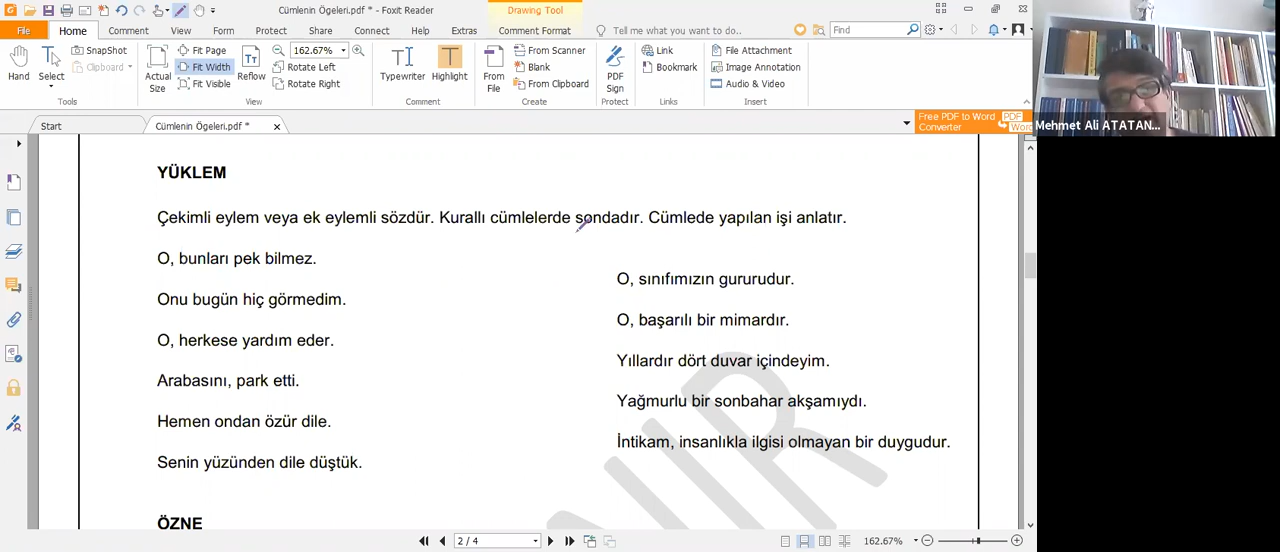 Cümlenin Ögeleri.pdf * - Foxit Reader
Drawing Tool
File Home Comment View Form Protect Share Connect Help Extras Comment Format Tell me what you want to do.. Find
Hand Select SnapShot Clipboard Actual Size Fit Page Fit Width Fit Visible Reflow 162.67% Rotate Left Rotate Right Typewriter Highlight From File From Scanner Blank From Clipboard PDF Sign Link Bookmark File Attachment Image Annotation Audio & Video
Tools View Comment Create Protect Links Insert
Start Cümlenin Ögeleri.pdf *
Free PDF to Word Converter
PDF
Word
Mehmet Ali ATATAN...
YÜKLEM
Çekimli eylem veya ek eylemli sözdür. Kurallı cümlelerde sondadır. Cümlede yapılan işi anlatır.
O, bunları pek bilmez.
Onu bugün hiç görmedim.
O, herkese yardım eder.
Arabasını, park etti.
Hemen ondan özür dile.
Senin yüzünden dile düştük.
O, sınıfımızın gururudur.
O, başarılı bir mimardır.
Yıllardır dört duvar içindeyim.
Yağmurlu bir sonbahar akşamıydı.
İntikam, insanlıkla ilgisi olmayan bir duygudur.
ÖZNE
2 / 4
162.67%